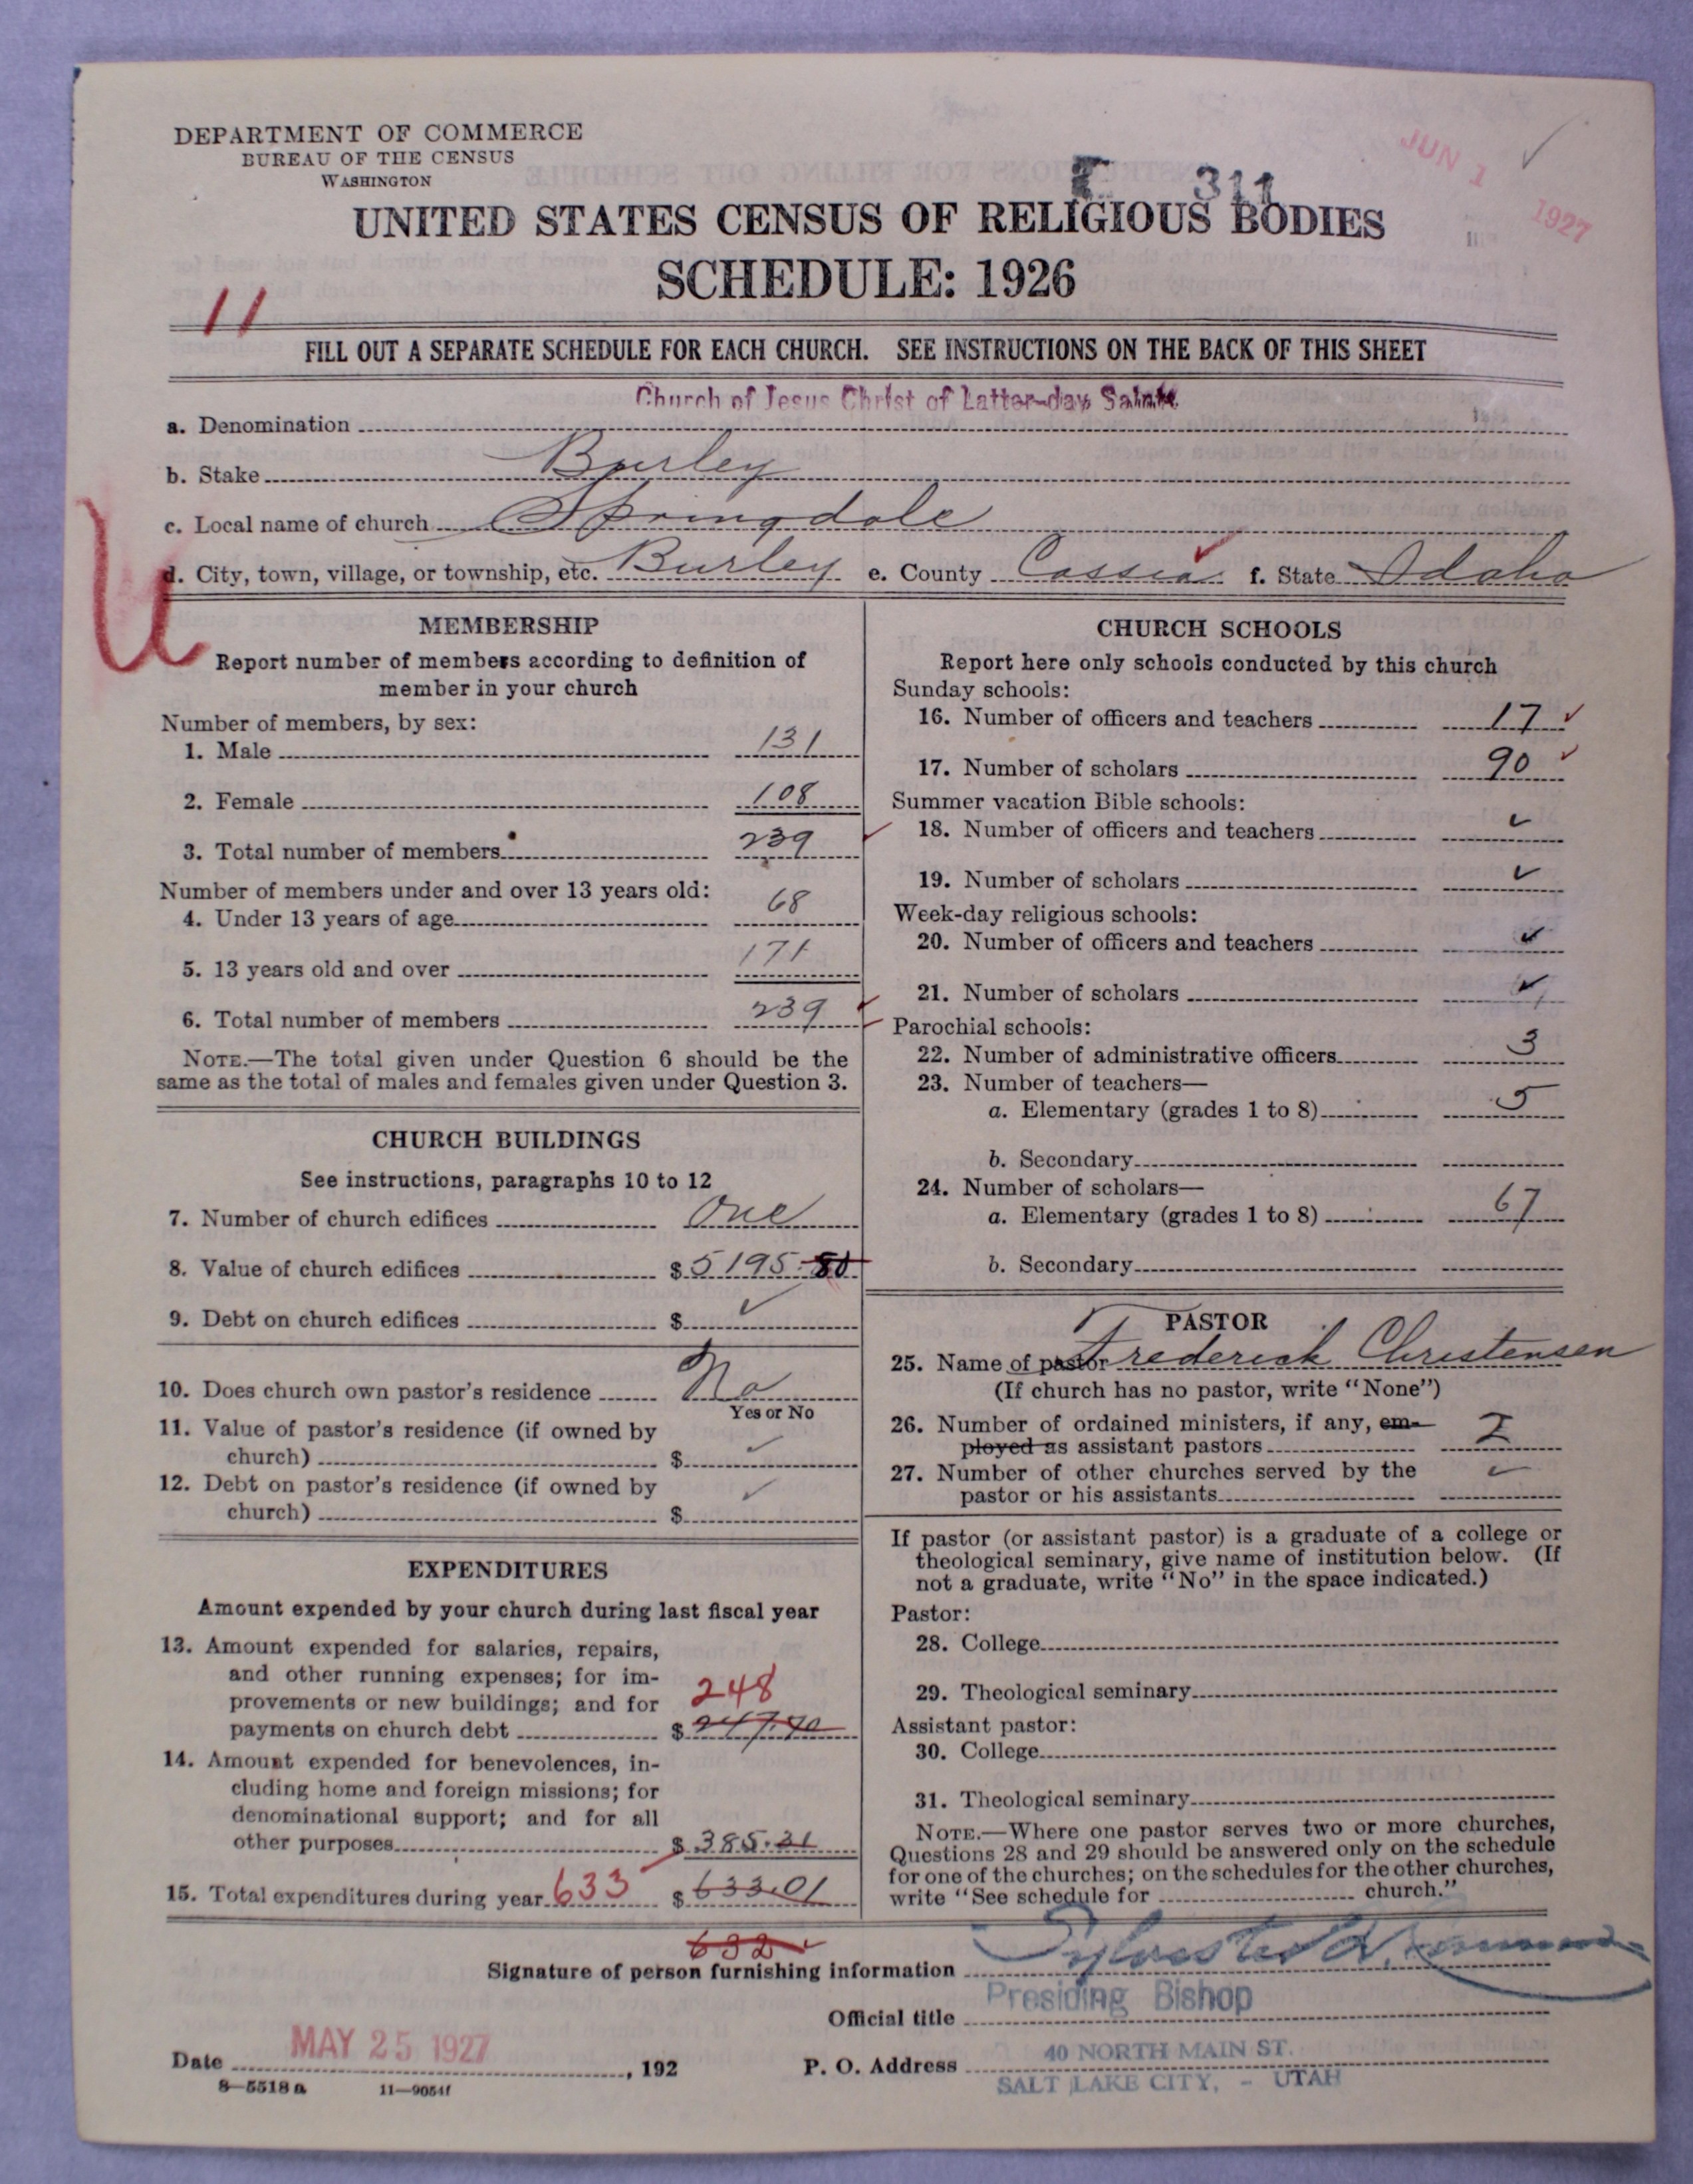 DEPARTMENT OF COMMERCE
BUREAU OF THE CENSUS
WASHINGTON
311
JUN 1 1927
UNITED STATES CENSUS OF RELIGIOUS BODIES
SCHEDULE: 1926
11
FILL OUT A SEPARATE SCHEDULE FOR EACH CHURCH. SEE INSTRUCTIONS ON THE BACK OF THIS SHEET
Church of Jesus Christ of Latter-day Saints
a. Denomination
b. Stake Burley
c. Local name of church Springdale
d. City, town, village, or township, etc. Burley e. County Cassia f. State Idaho
MEMBERSHIP
Report number of members according to definition of
member in your church
Number of members, by sex:
1. Male 131
2. Female 108
3. Total number of members 239
Number of members under and over 13 years old:
4. Under 13 years of age 68
5. 13 years old and over 171
6. Total number of members 239
NOTE.—The total given under Question 6 should be the
same as the total of males and females given under Question 3.
CHURCH BUILDINGS
See instructions, paragraphs 10 to 12
7. Number of church edifices One
8. Value of church edifices $ 5195.80
9. Debt on church edifices $ ✓
10. Does church own pastor's residence No
Yes or No
11. Value of pastor's residence (if owned by
church) $ ✓
12. Debt on pastor's residence (if owned by
church) $ ✓
EXPENDITURES
Amount expended by your church during last fiscal year
13. Amount expended for salaries, repairs,
and other running expenses; for im-
provements or new buildings; and for 248
payments on church debt $ 247.70
14. Amount expended for benevolences, in-
cluding home and foreign missions; for
denominational support; and for all
other purposes $ 385.31
15. Total expenditures during year 633 $ 633.01
632
CHURCH SCHOOLS
Report here only schools conducted by this church
Sunday schools:
16. Number of officers and teachers 17 ✓
17. Number of scholars 90 ✓
Summer vacation Bible schools:
18. Number of officers and teachers ✓
19. Number of scholars ✓
Week-day religious schools:
20. Number of officers and teachers ✓
21. Number of scholars ✓
Parochial schools:
22. Number of administrative officers 3
23. Number of teachers—
a. Elementary (grades 1 to 8) 5
b. Secondary
24. Number of scholars—
a. Elementary (grades 1 to 8) 67
b. Secondary
PASTOR
25. Name of pastor Frederick Christensen
(If church has no pastor, write "None")
26. Number of ordained ministers, if any, em-
ployed as assistant pastors 2
27. Number of other churches served by the
pastor or his assistants ✓
If pastor (or assistant pastor) is a graduate of a college or
theological seminary, give name of institution below. (If
not a graduate, write "No" in the space indicated.)
Pastor:
28. College
29. Theological seminary
Assistant pastor:
30. College
31. Theological seminary
NOTE.—Where one pastor serves two or more churches,
Questions 28 and 29 should be answered only on the schedule
for one of the churches; on the schedules for the other churches,
write "See schedule for church."
Signature of person furnishing information Sylvester Q. Cannon
Official title Presiding Bishop
Date MAY 25 1927, 192 P. O. Address 40 NORTH MAIN ST.
SALT LAKE CITY, - UTAH
8—5518 a 11—9054f